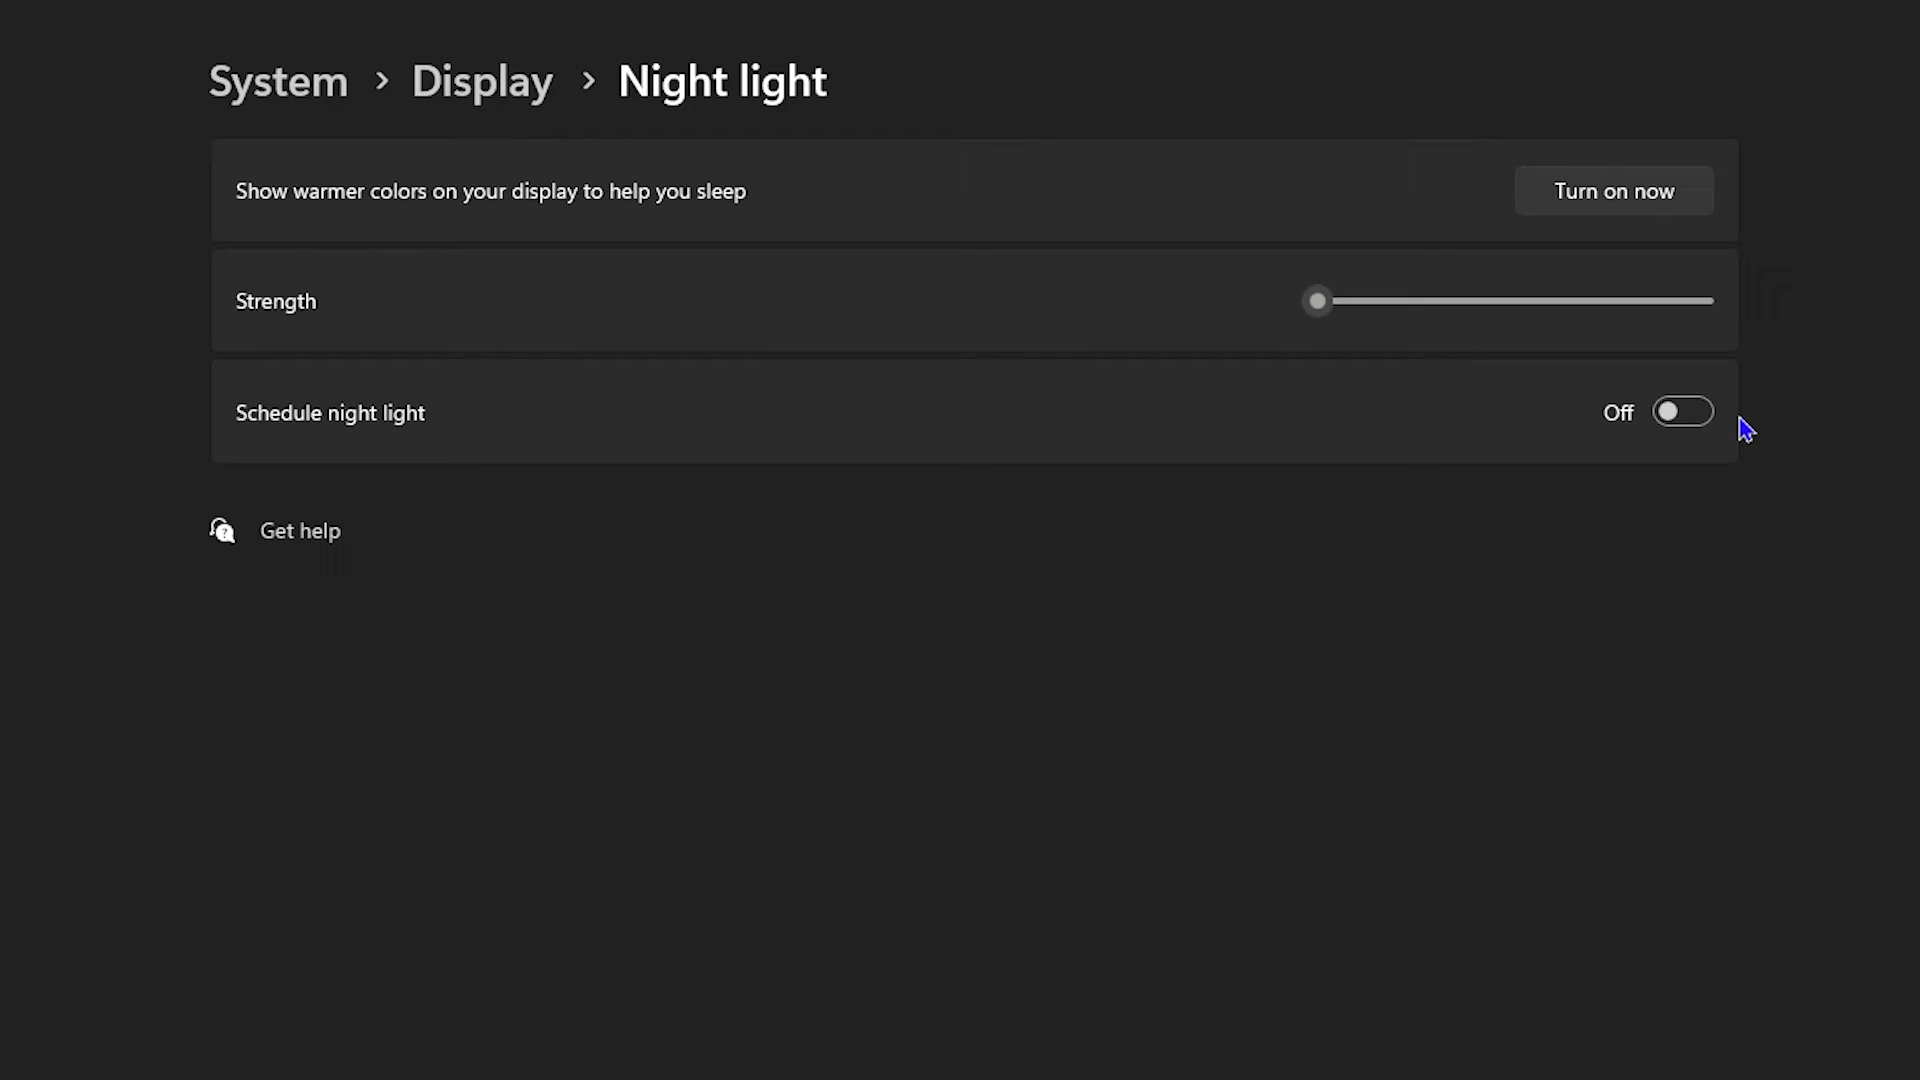 System > Display > Night light
Show warmer colors on your display to help you sleep
Turn on now
Strength
Schedule night light
Off
Get help